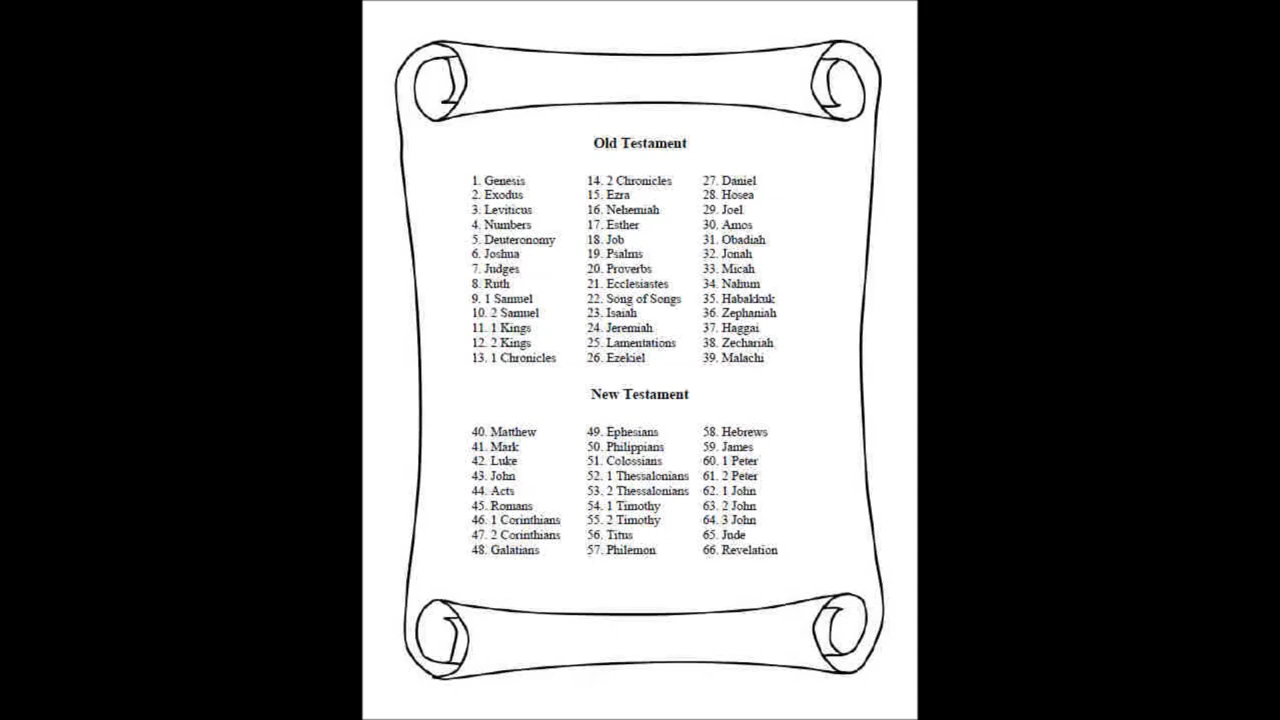 Old Testament
1. Genesis
2. Exodus
3. Leviticus
4. Numbers
5. Deuteronomy
6. Joshua
7. Judges
8. Ruth
9. 1 Samuel
10. 2 Samuel
11. 1 Kings
12. 2 Kings
13. 1 Chronicles
14. 2 Chronicles
15. Ezra
16. Nehemiah
17. Esther
18. Job
19. Psalms
20. Proverbs
21. Ecclesiastes
22. Song of Songs
23. Isaiah
24. Jeremiah
25. Lamentations
26. Ezekiel
27. Daniel
28. Hosea
29. Joel
30. Amos
31. Obadiah
32. Jonah
33. Micah
34. Nahum
35. Habakkuk
36. Zephaniah
37. Haggai
38. Zechariah
39. Malachi
New Testament
40. Matthew
41. Mark
42. Luke
43. John
44. Acts
45. Romans
46. 1 Corinthians
47. 2 Corinthians
48. Galatians
49. Ephesians
50. Philippians
51. Colossians
52. 1 Thessalonians
53. 2 Thessalonians
54. 1 Timothy
55. 2 Timothy
56. Titus
57. Philemon
58. Hebrews
59. James
60. 1 Peter
61. 2 Peter
62. 1 John
63. 2 John
64. 3 John
65. Jude
66. Revelation